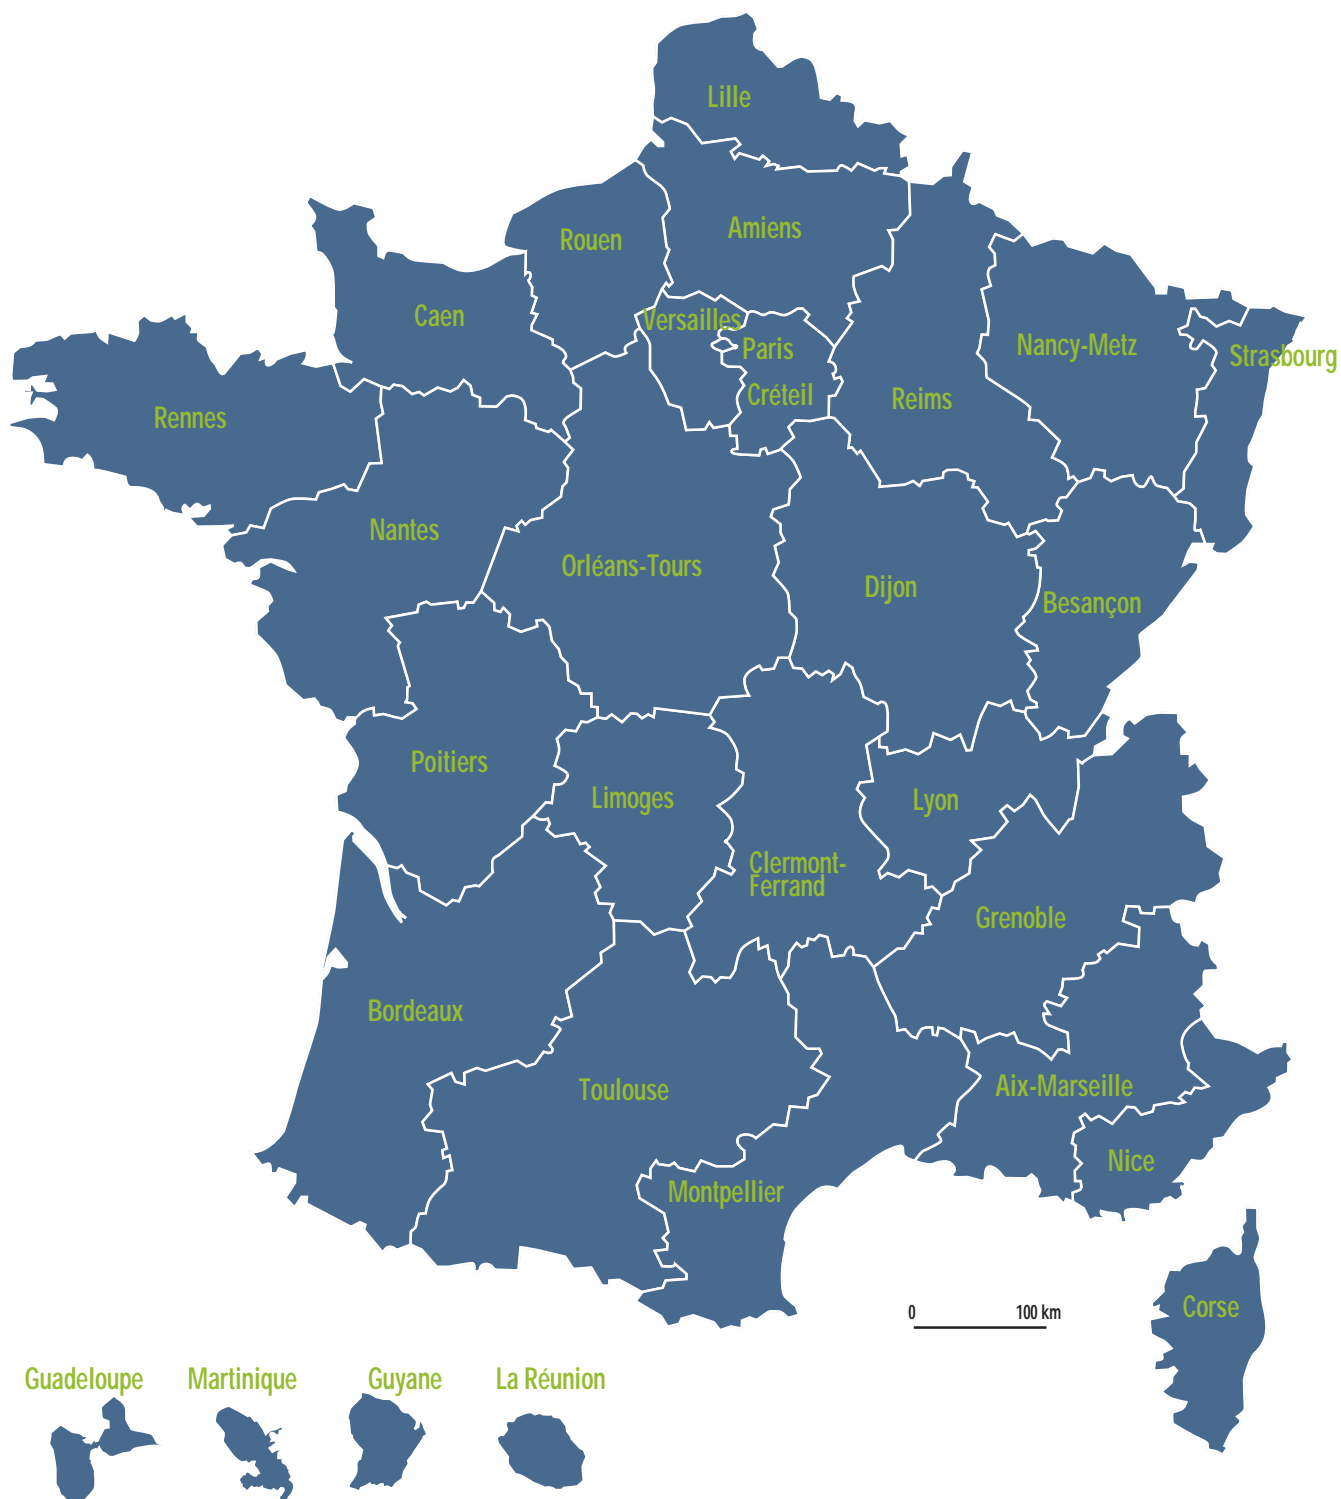 Lille
Amiens
Rouen
Caen
Versailles
Paris
Nancy-Metz
Strasbourg
Créteil
Reims
Rennes
Nantes
Orléans-Tours
Dijon
Besançon
Poitiers
Limoges
Lyon
Clermont-
Ferrand
Grenoble
Bordeaux
Toulouse
Aix-Marseille
Nice
Montpellier
Corse
0 100 km
Guadeloupe Martinique Guyane La Réunion